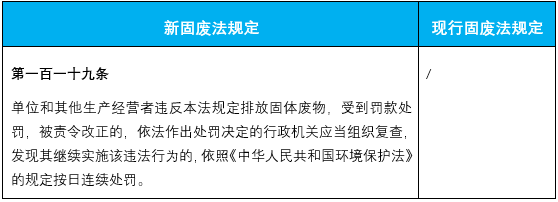 新固废法规定
现行固废法规定
第一百一十九条
/
单位和其他生产经营者违反本法规定排放固体废物，受到罚款处
罚，被责令改正的，依法作出处罚决定的行政机关应当组织复查，
发现其继续实施该违法行为的，依照《中华人民共和国环境保护法》
的规定按日连续处罚。